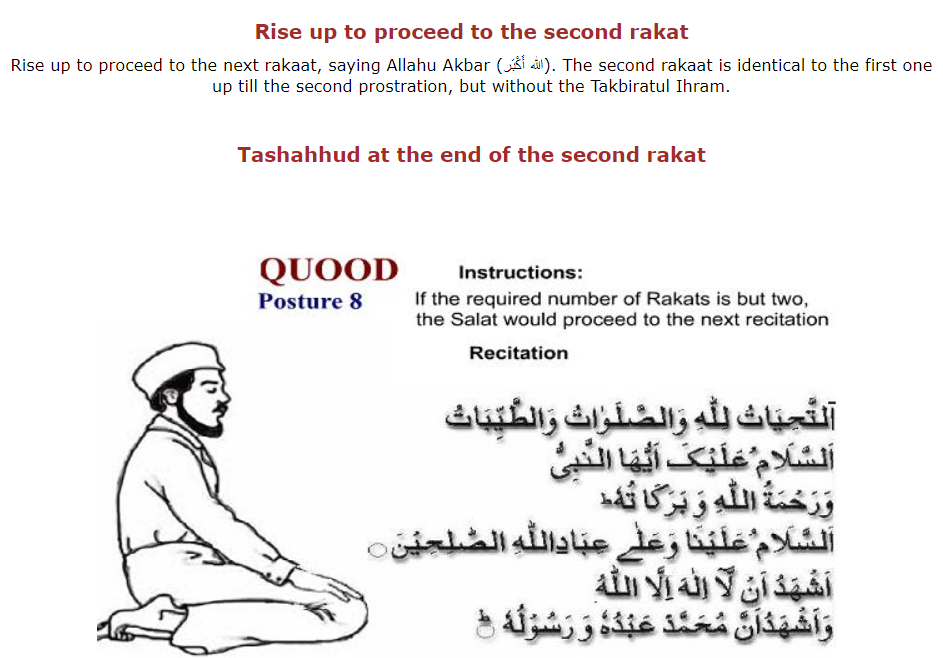 Rise up to proceed to the second rakat
Rise up to proceed to the next rakaat, saying Allahu Akbar (الله أَكْبَر). The second rakaat is identical to the first one
up till the second prostration, but without the Takbiratul Ihram.
Tashahhud at the end of the second rakat
QUOOD
Posture 8
Instructions:
If the required number of Rakats is but two,
the Salat would proceed to the next recitation
Recitation
اَلتَّحِيَاتُ لِلّٰهِ وَالصَّلَوٰاتُ وَالطَّيِّبَاتُ
اَلسَّلَامُ عَلَيْكَ اَيُّهَا النَّبِىُّ
وَرَحْمَةُ اللّٰهِ وَ بَرَكَا تُهٗ ؕ
اَلسَّلَامُ عَلَيْنَا وَعَلٰے عِبَادِاللّٰهِ الصّٰلِحِيْنَ ○
اَشْهَدُ اَنْ لَّا اِلٰهَ اِلَّا اللّٰهُ
وَاَشْهَدُاَنَّ مُحَمَّدً عَبْدُهٗ وَ رَسُوْلُهٗ ؕ○